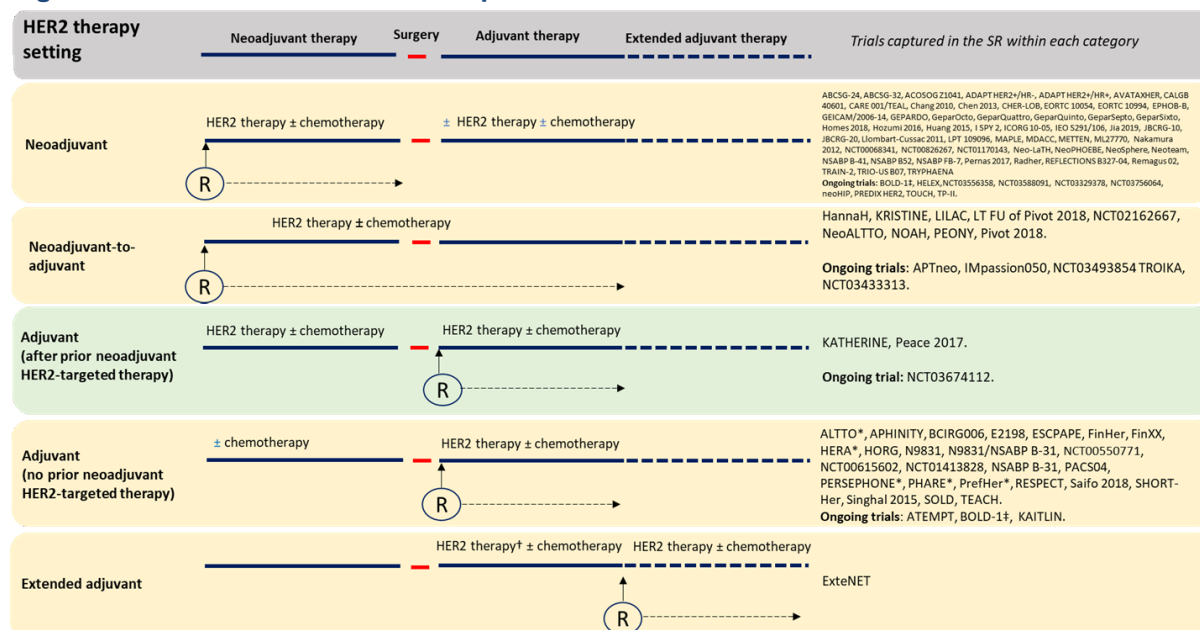 HER2 therapy
setting
Neoadjuvant therapy
Surgery
Adjuvant therapy
Extended adjuvant therapy
Trials captured in the SR within each category
Neoadjuvant
HER2 therapy ± chemotherapy
± HER2 therapy ± chemotherapy
R
ABCSG-24, ABCSG-32, ACOSOG Z1041, ADAPT HER2+/HR-, ADAPT HER2+/HR+, AVATAXHER, CALGB
40601, CARE 001/TEAL, Chang 2010, Chen 2013, CHER-LOB, EORTC 10054, EORTC 10994, EPHOB-B,
GEICAM/2006-14, GEPARDO, GeparOcto, GeparQuattro, GeparQuinto, GeparSepto, GeparSixto,
Homes 2018, Hozumi 2016, Huang 2015, I SPY 2, ICORG 10-05, IEO S291/106, Jia 2019, JBCRG-10,
JBCRG-20, Llombart-Cussac 2011, LPT 109096, MAPLE, MDACC, METTEN, ML27770, Nakamura
2012, NCT00068341, NCT00826267, NCT01170143, Neo-LaTH, NeoPHOEBE, NeoSphere, Neoteam,
NSABP B-41, NSABP B52, NSABP FB-7, Pernas 2017, Radher, REFLECTIONS B327-04, Remagus 02,
TRAIN-2, TRIO-US B07, TRYPHAENA
Ongoing trials: BOLD-1‡, HELEX,NCT03556358, NCT03588091, NCT03329378, NCT03756064,
neoHIP, PREDIX HER2, TOUCH, TP-II.
Neoadjuvant-to-
adjuvant
HER2 therapy ± chemotherapy
R
HannaH, KRISTINE, LILAC, LT FU of Pivot 2018, NCT02162667,
NeoALTTO, NOAH, PEONY, Pivot 2018.
Ongoing trials: APTneo, IMpassion050, NCT03493854 TROIKA,
NCT03433313.
Adjuvant
(after prior neoadjuvant
HER2-targeted therapy)
HER2 therapy ± chemotherapy
HER2 therapy ± chemotherapy
R
KATHERINE, Peace 2017.
Ongoing trial: NCT03674112.
Adjuvant
(no prior neoadjuvant
HER2-targeted therapy)
± chemotherapy
HER2 therapy ± chemotherapy
R
ALTTO*, APHINITY, BCIRG006, E2198, ESCPAPE, FinHer, FinXX,
HERA*, HORG, N9831, N9831/NSABP B-31, NCT00550771,
NCT00615602, NCT01413828, NSABP B-31, PACS04,
PERSEPHONE*, PHARE*, PrefHer*, RESPECT, Saifo 2018, SHORT-
Her, Singhal 2015, SOLD, TEACH.
Ongoing trials: ATEMPT, BOLD-1‡, KAITLIN.
Extended adjuvant
HER2 therapy† ± chemotherapy
HER2 therapy ± chemotherapy
R
ExteNET